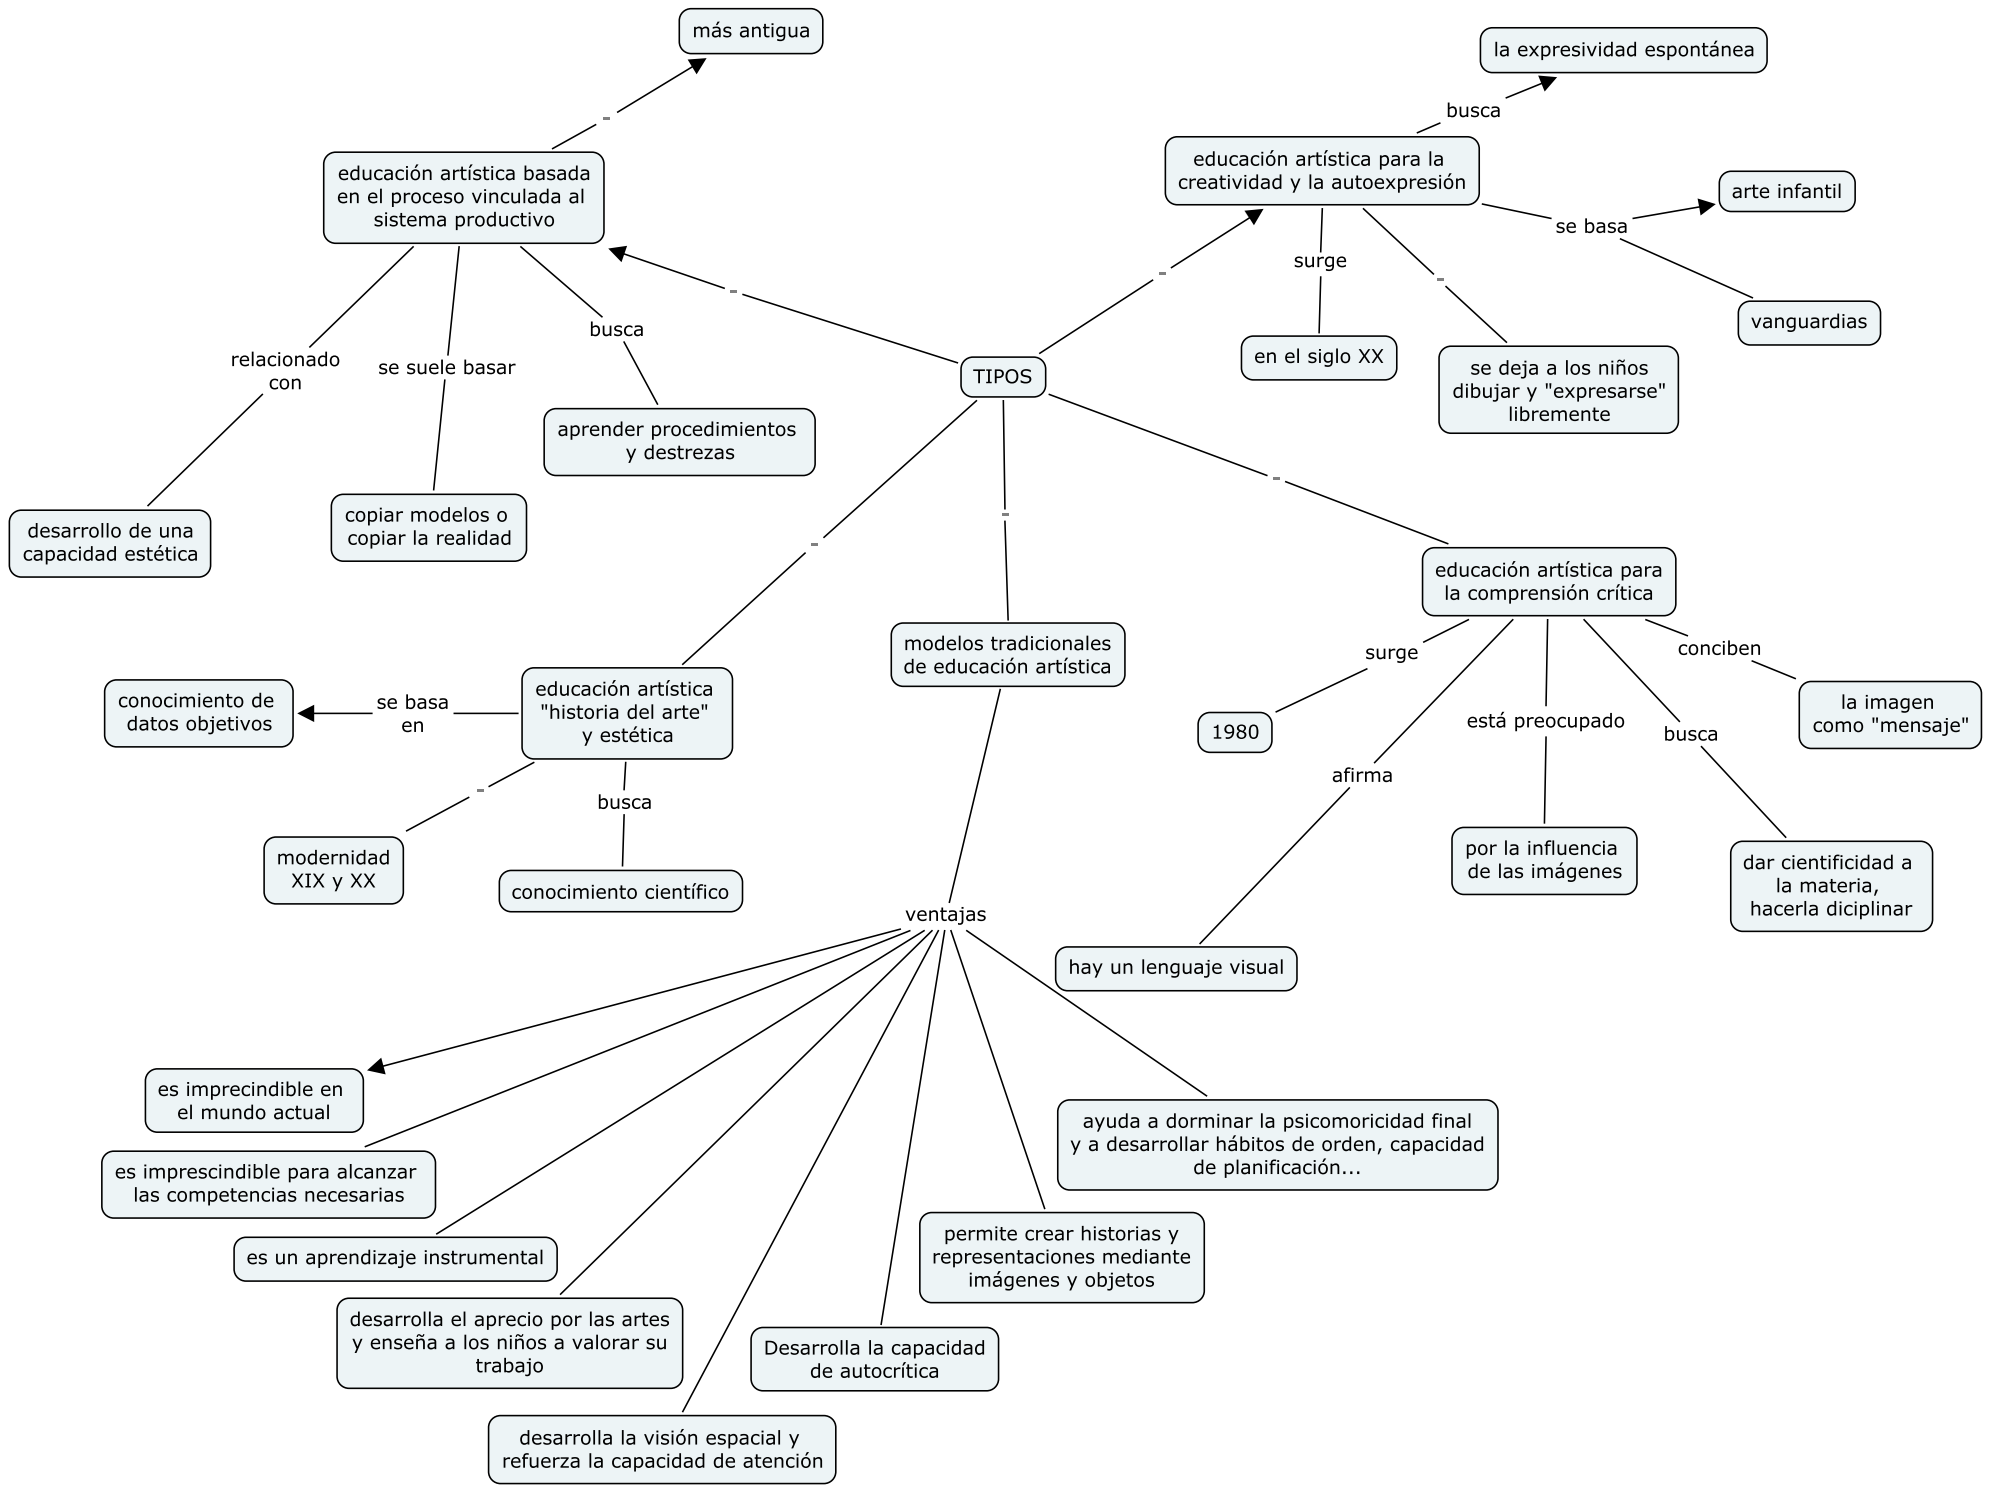 más antigua
-
educación artística basada
en el proceso vinculada al
sistema productivo
relacionado
con
desarrollo de una
capacidad estética
se suele basar
copiar modelos o
copiar la realidad
busca
aprender procedimientos
y destrezas
-
TIPOS
-
educación artística para la
creatividad y la autoexpresión
busca
la expresividad espontánea
se basa
arte infantil
vanguardias
surge
en el siglo XX
-
se deja a los niños
dibujar y "expresarse"
libremente
-
educación artística para
la comprensión crítica
surge
1980
afirma
hay un lenguaje visual
está preocupado
por la influencia
de las imágenes
busca
dar cientificidad a
la materia,
hacerla diciplinar
conciben
la imagen
como "mensaje"
-
educación artística
"historia del arte"
y estética
se basa
en
conocimiento de
datos objetivos
-
modernidad
XIX y XX
busca
conocimiento científico
-
modelos tradicionales
de educación artística
ventajas
es imprecindible en
el mundo actual
es imprescindible para alcanzar
las competencias necesarias
es un aprendizaje instrumental
desarrolla el aprecio por las artes
y enseña a los niños a valorar su
trabajo
desarrolla la visión espacial y
refuerza la capacidad de atención
Desarrolla la capacidad
de autocrítica
permite crear historias y
representaciones mediante
imágenes y objetos
ayuda a dorminar la psicomoricidad final
y a desarrollar hábitos de orden, capacidad
de planificación...